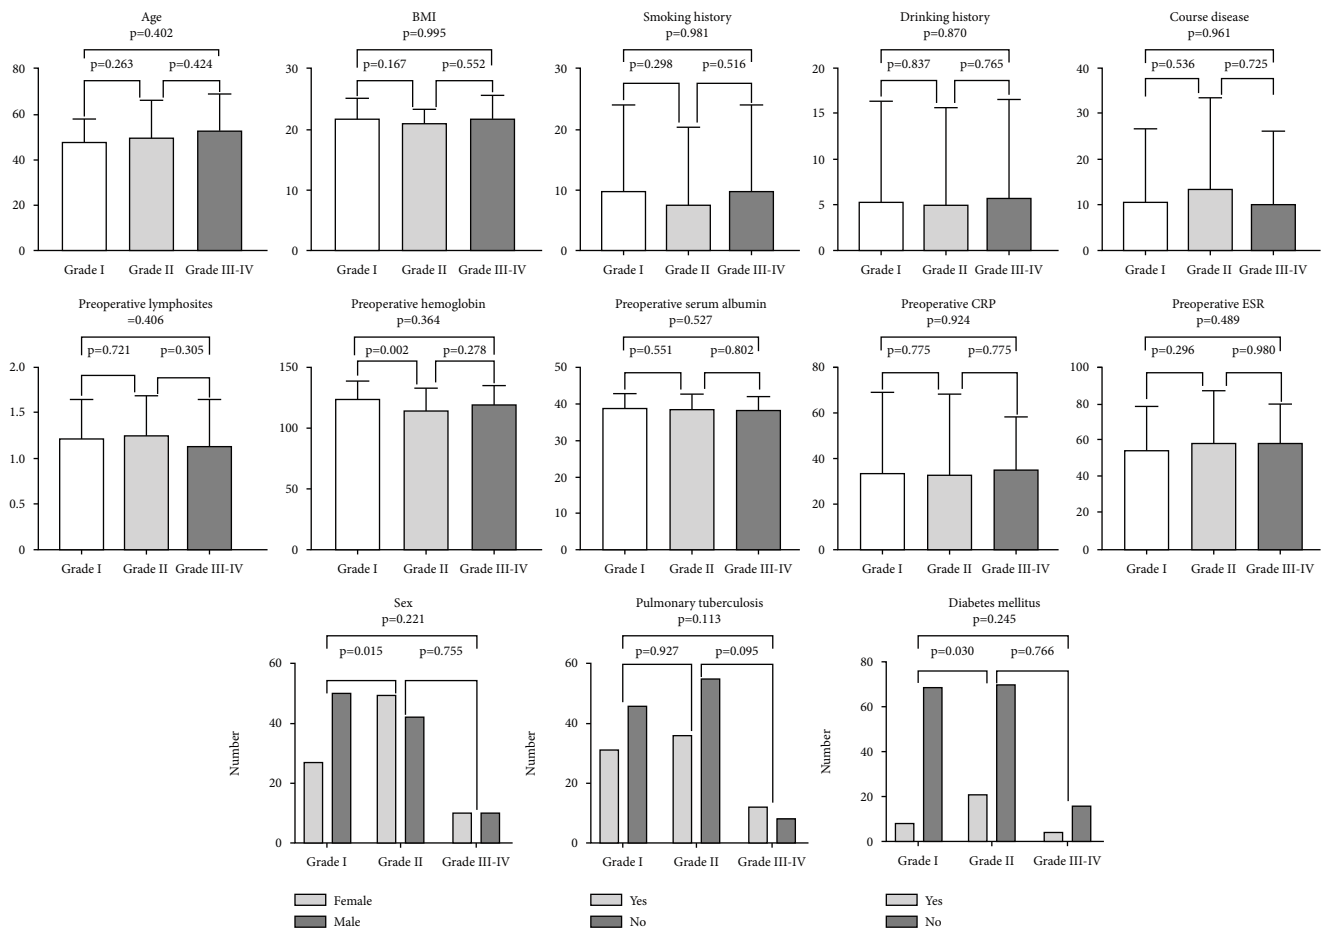 Age
p=0.402
p=0.263 p=0.424
80
60
40
20
0
Grade I Grade II Grade III-IV
BMI
p=0.995
p=0.167 p=0.552
30
20
10
0
Grade I Grade II Grade III-IV
Smoking history
p=0.981
p=0.298 p=0.516
30
20
10
0
Grade I Grade II Grade III-IV
Drinking history
p=0.870
p=0.837 p=0.765
20
15
10
5
0
Grade I Grade II Grade III-IV
Course disease
p=0.961
p=0.536 p=0.725
40
30
20
10
0
Grade I Grade II Grade III-IV
Preoperative lymphosites
=0.406
p=0.721 p=0.305
2.0
1.5
1.0
0.5
0
Grade I Grade II Grade III-IV
Preoperative hemoglobin
p=0.364
p=0.002 p=0.278
150
100
50
0
Grade I Grade II Grade III-IV
Preoperative serum albumin
p=0.527
p=0.551 p=0.802
50
40
30
20
10
0
Grade I Grade II Grade III-IV
Preoperative CRP
p=0.924
p=0.775 p=0.775
80
60
40
20
0
Grade I Grade II Grade III-IV
Preoperative ESR
p=0.489
p=0.296 p=0.980
100
80
60
40
20
0
Grade I Grade II Grade III-IV
Sex
p=0.221
p=0.015 p=0.755
60
40
20
0
Number
Grade I Grade II Grade III-IV
Female
Male
Pulmonary tuberculosis
p=0.113
p=0.927 p=0.095
60
40
20
0
Number
Grade I Grade II Grade III-IV
Yes
No
Diabetes mellitus
p=0.245
p=0.030 p=0.766
80
60
40
20
0
Number
Grade I Grade II Grade III-IV
Yes
No